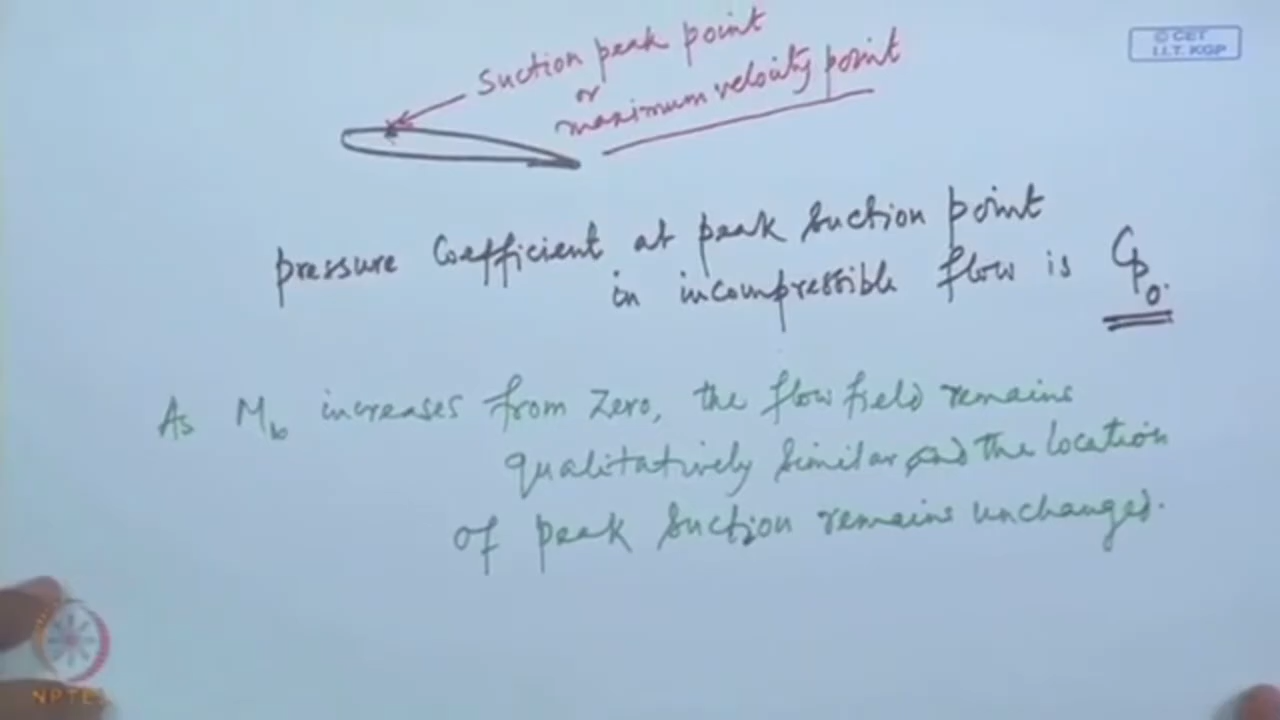 Suction peak point
or
maximum velocity point
© CET
I.I.T. KGP
pressure Coefficient at peak suction point
in incompressible flow is Cp₀.
As M∞ increases from zero, the flow field remains
qualitatively similar and the location
of peak suction remains unchanged.
NPTEL